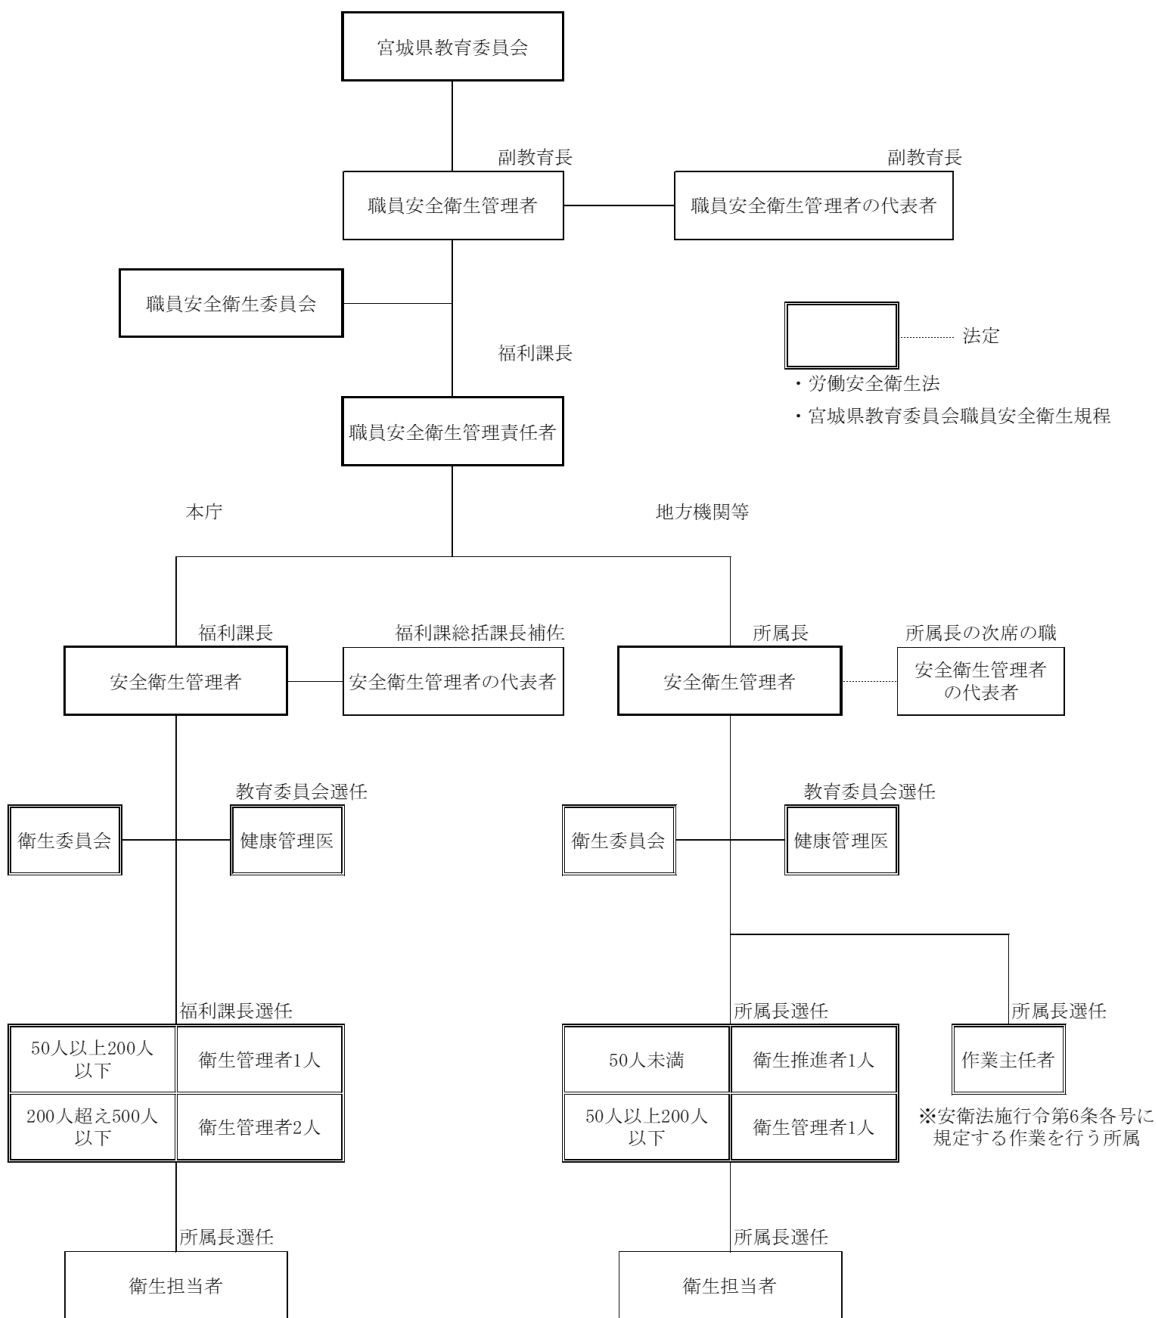 宮城県教育委員会
副教育長
副教育長
職員安全衛生管理者
職員安全衛生管理者の代表者
職員安全衛生委員会
法定
福利課長
・労働安全衛生法
・宮城県教育委員会職員安全衛生規程
職員安全衛生管理責任者
本庁
地方機関等
福利課長
福利課総括課長補佐
所属長
所属長の次席の職
安全衛生管理者
安全衛生管理者の代表者
安全衛生管理者
安全衛生管理者
の代表者
教育委員会選任
教育委員会選任
衛生委員会
健康管理医
衛生委員会
健康管理医
福利課長選任
所属長選任
所属長選任
50人以上200人
以下
衛生管理者1人
50人未満
衛生推進者1人
作業主任者
200人超え500人
以下
衛生管理者2人
50人以上200人
以下
衛生管理者1人
※安衛法施行令第6条各号に
規定する作業を行う所属
所属長選任
所属長選任
衛生担当者
衛生担当者